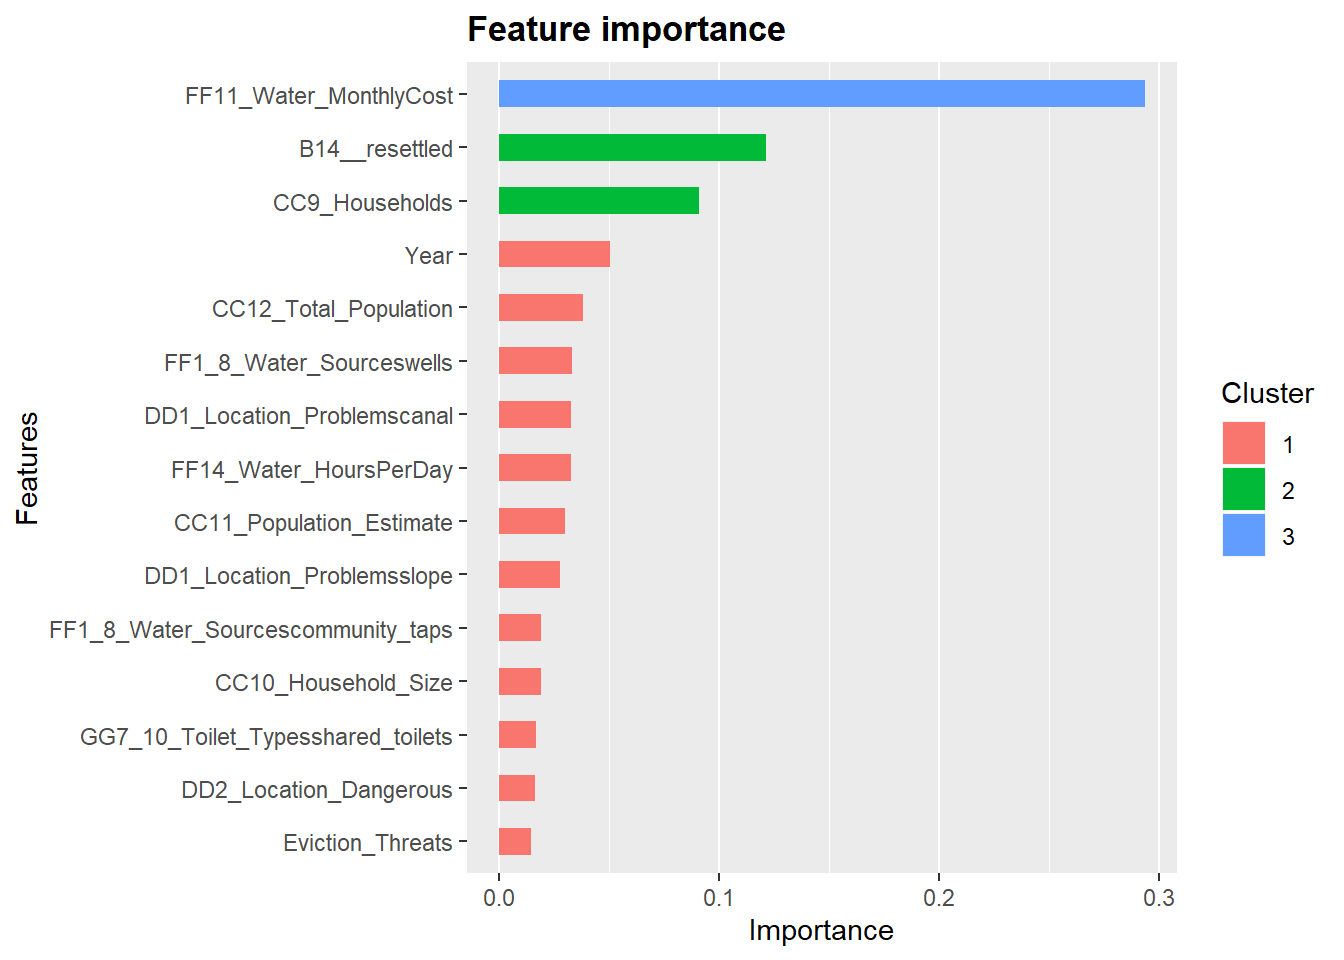 Feature importance
FF11_Water_MonthlyCost
B14__resettled
CC9_Households
Year
CC12_Total_Population
FF1_8_Water_Sourceswells
DD1_Location_Problemscanal
FF14_Water_HoursPerDay
CC11_Population_Estimate
DD1_Location_Problemsslope
FF1_8_Water_Sourcescommunity_taps
CC10_Household_Size
GG7_10_Toilet_Typesshared_toilets
DD2_Location_Dangerous
Eviction_Threats
Features
0.0 0.1 0.2 0.3
Importance
Cluster
1
2
3